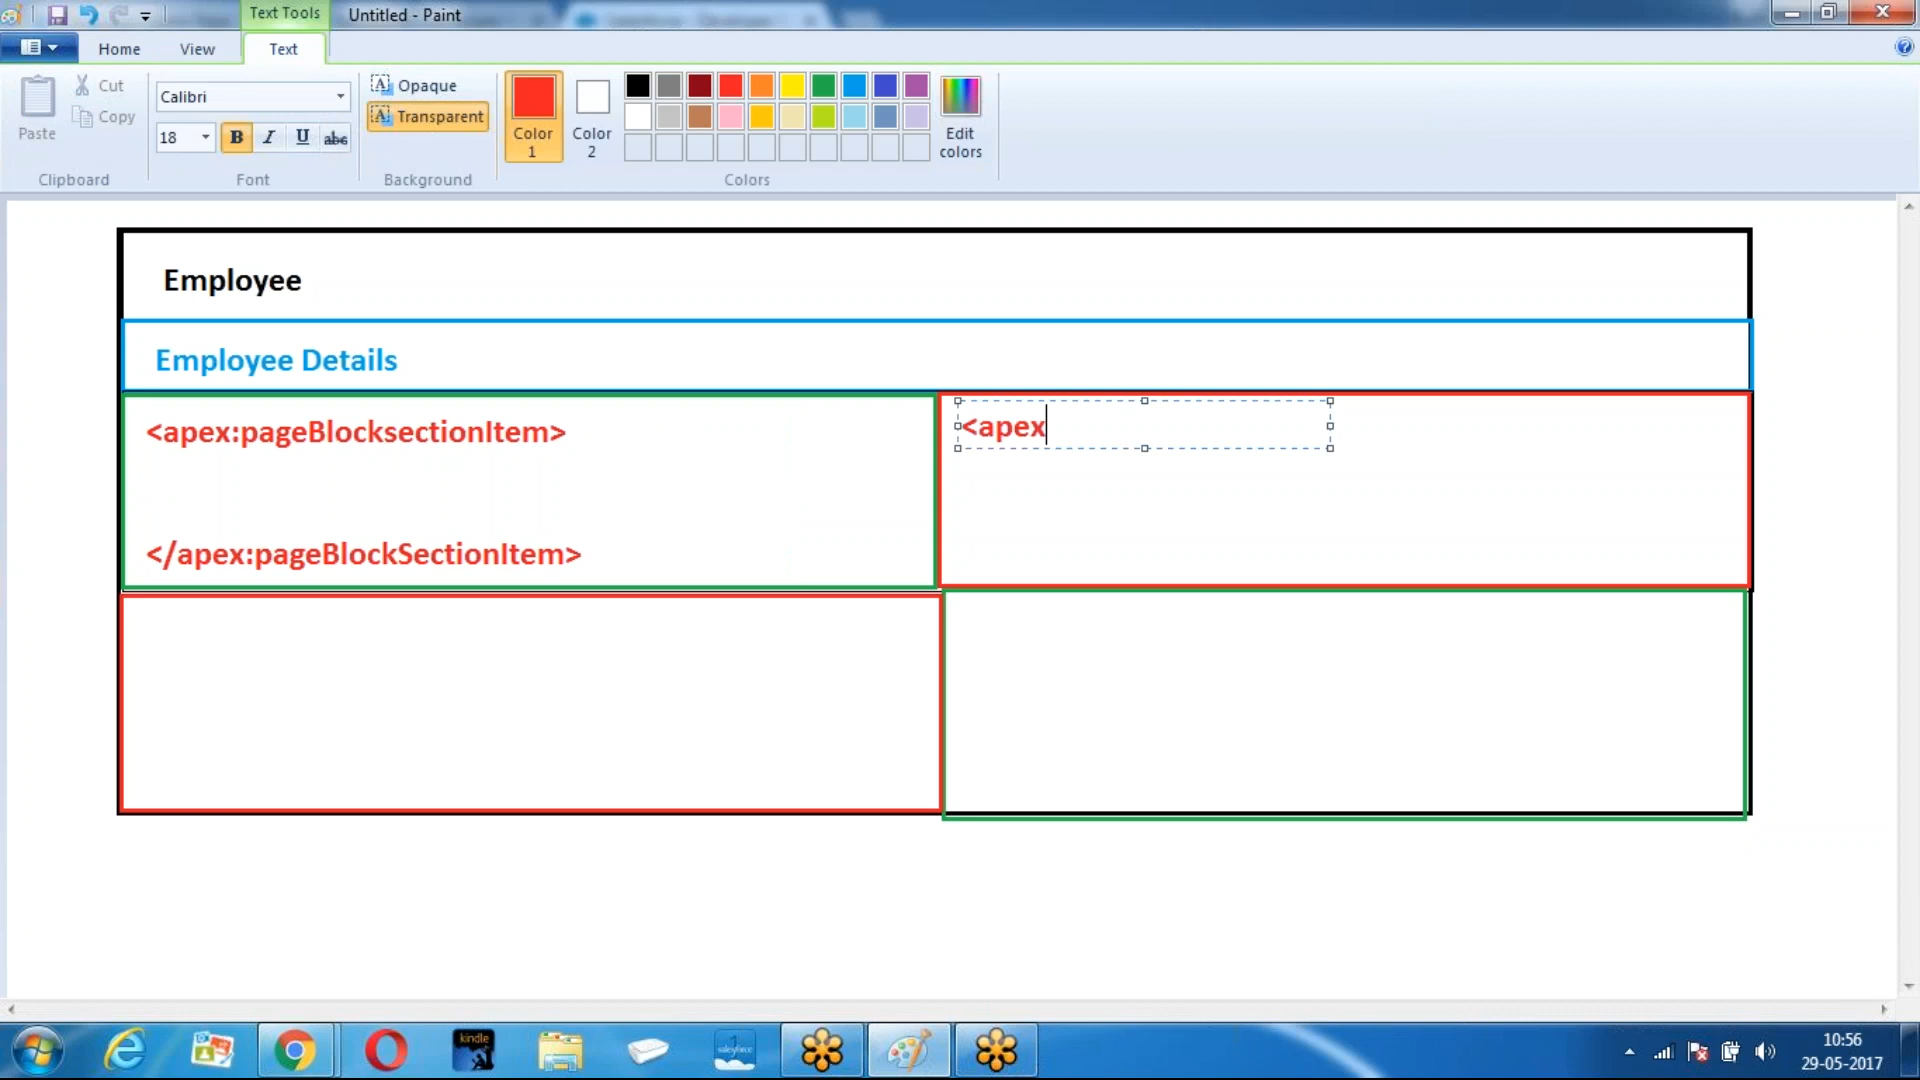 Text Tools
Untitled - Paint
Home
View
Text
Paste
Cut
Copy
Clipboard
Calibri
18
B I U abc
Font
A Opaque
A Transparent
Background
Color 1
Color 2
Edit colors
Colors
Employee
Employee Details
<apex:pageBlocksectionItem>
</apex:pageBlockSectionItem>
<apex
kindle
salesforce
10:56
29-05-2017